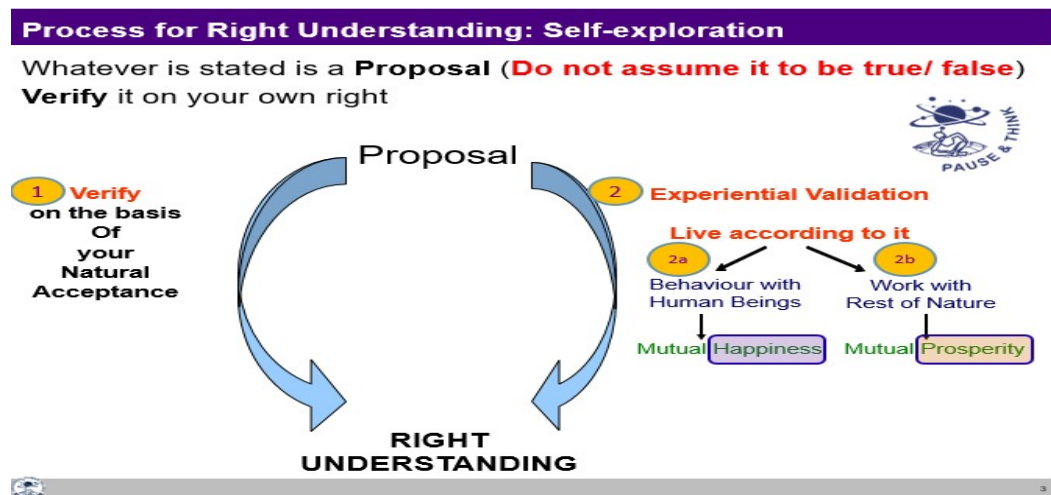 Process for Right Understanding: Self-exploration
Whatever is stated is a Proposal (Do not assume it to be true/ false)
Verify it on your own right
PAUSE & THINK
Proposal
1 Verify
on the basis
Of
your
Natural
Acceptance
2 Experiential Validation
Live according to it
2a
Behaviour with
Human Beings
Mutual Happiness
2b
Work with
Rest of Nature
Mutual Prosperity
RIGHT
UNDERSTANDING
3